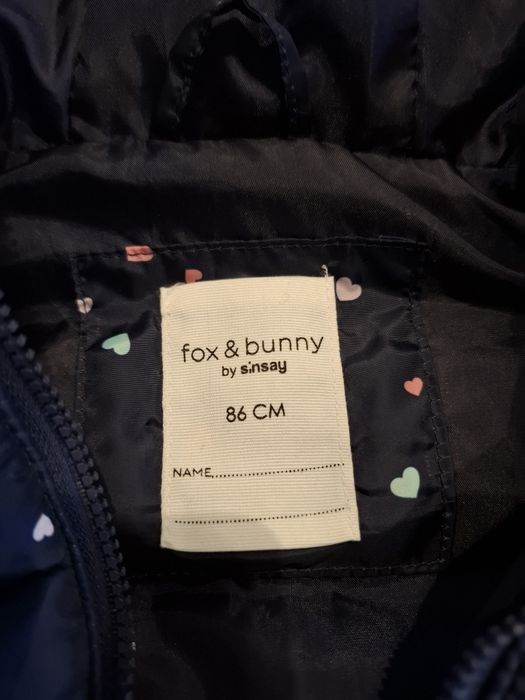 fox & bunny
by sinsay
86 CM
NAME..............................
........................................